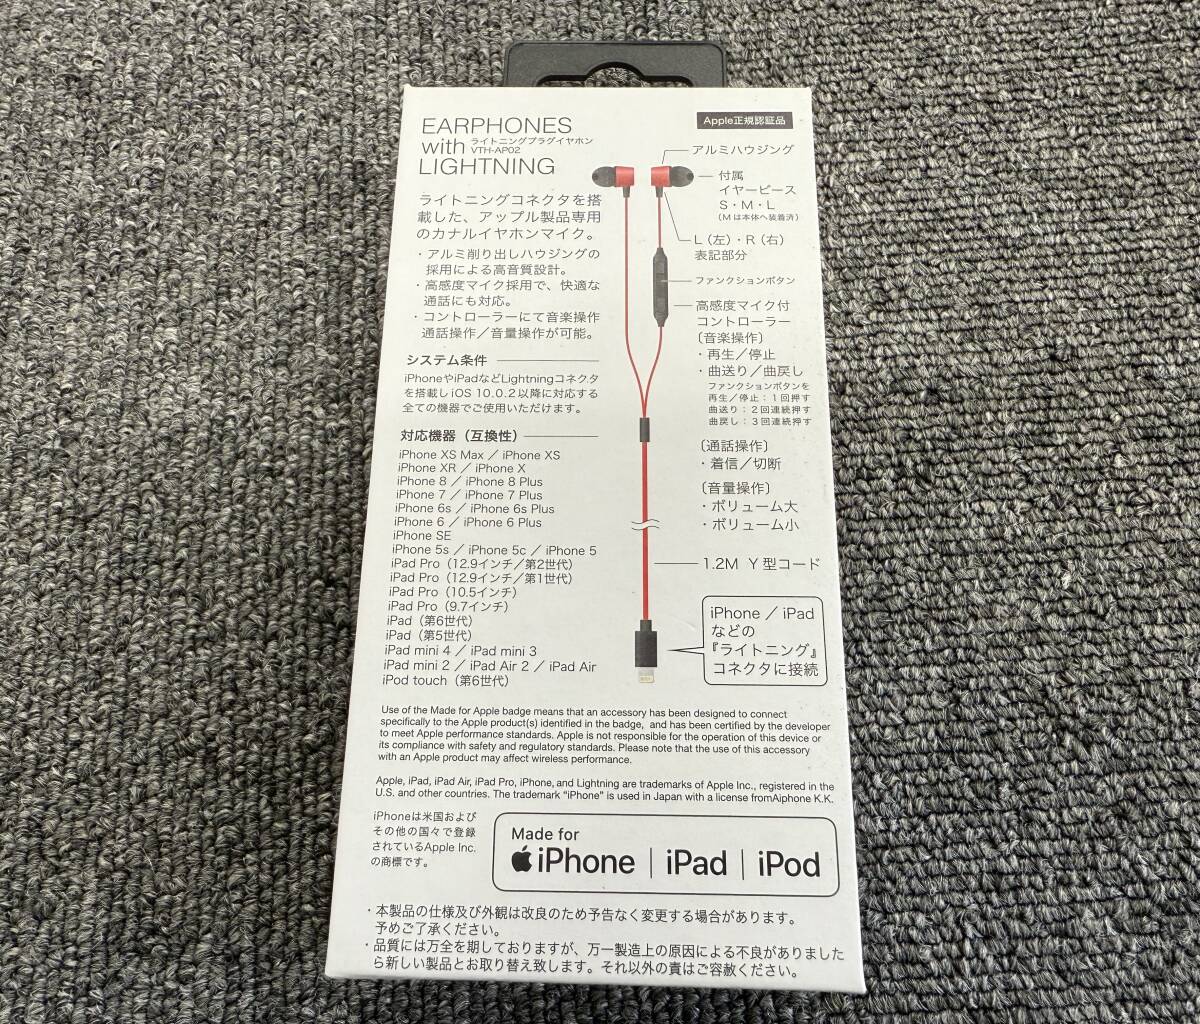 EARPHONES
with ライトニングプラグイヤホン
VTH-AP02
LIGHTNING
ライトニングコネクタを搭
載した、アップル製品専用
のカナルイヤホンマイク。
・アルミ削り出しハウジングの
採用による高音質設計。
・高感度マイク採用で、快適な
通話にも対応。
・コントローラーにて音楽操作
通話操作／音量操作が可能。
システム条件
iPhoneやiPadなどLightningコネクタ
を搭載しiOS 10.0.2以降に対応する
全ての機器でご使用いただけます。
対応機器（互換性）
iPhone XS Max ／ iPhone XS
iPhone XR ／ iPhone X
iPhone 8 ／ iPhone 8 Plus
iPhone 7 ／ iPhone 7 Plus
iPhone 6s ／ iPhone 6s Plus
iPhone 6 ／ iPhone 6 Plus
iPhone SE
iPhone 5s ／ iPhone 5c ／ iPhone 5
iPad Pro（12.9インチ／第2世代）
iPad Pro（12.9インチ／第1世代）
iPad Pro（10.5インチ）
iPad Pro（9.7インチ）
iPad（第6世代）
iPad（第5世代）
iPad mini 4 ／ iPad mini 3
iPad mini 2 ／ iPad Air 2 ／ iPad Air
iPod touch（第6世代）
Apple正規認証品
アルミハウジング
付属
イヤーピース
S・M・L
（Mは本体へ装着済）
L（左）・R（右）
表記部分
ファンクションボタン
高感度マイク付
コントローラー
〔音楽操作〕
・再生／停止
・曲送り／曲戻し
ファンクションボタンを
再生／停止：1回押す
曲送り：2回連続押す
曲戻し：3回連続押す
〔通話操作〕
・着信／切断
〔音量操作〕
・ボリューム大
・ボリューム小
1.2M Y型コード
iPhone ／ iPad
などの
『ライトニング』
コネクタに接続
Use of the Made for Apple badge means that an accessory has been designed to connect
specifically to the Apple product(s) identified in the badge, and has been certified by the developer
to meet Apple performance standards. Apple is not responsible for the operation of this device or
its compliance with safety and regulatory standards. Please note that the use of this accessory
with an Apple product may affect wireless performance.
Apple, iPad, iPad Air, iPad Pro, iPhone, and Lightning are trademarks of Apple Inc., registered in the
U.S. and other countries. The trademark "iPhone" is used in Japan with a license fromAiphone K.K.
iPhoneは米国および
その他の国々で登録
されているApple Inc.
の商標です。
Made for
iPhone | iPad | iPod
・本製品の仕様及び外観は改良のため予告なく変更する場合があります。
予めご了承ください。
・品質には万全を期しておりますが、万一製造上の原因による不良がありました
ら新しい製品とお取り替え致します。それ以外の責はご容赦ください。